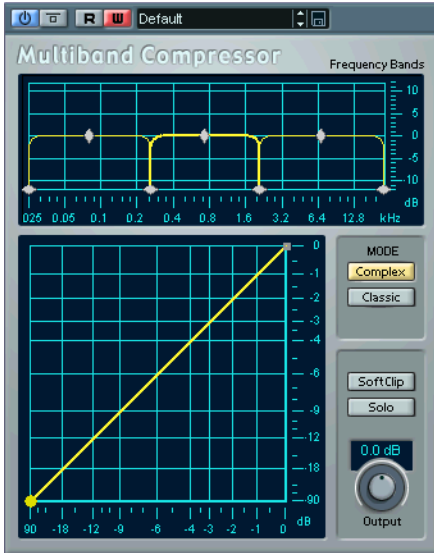 R W Default
Multiband Compressor
Frequency Bands
10
5
0
-5
-10
dB
025 0.05 0.1 0.2 0.4 0.8 1.6 3.2 6.4 12.8 kHz
0
-1
-2
-3
-4
-6
-9
-12
-18
-90
90 -18 -12 -9 -6 -4 -3 -2 -1 0 dB
MODE
Complex
Classic
SoftClip
Solo
0.0 dB
Output